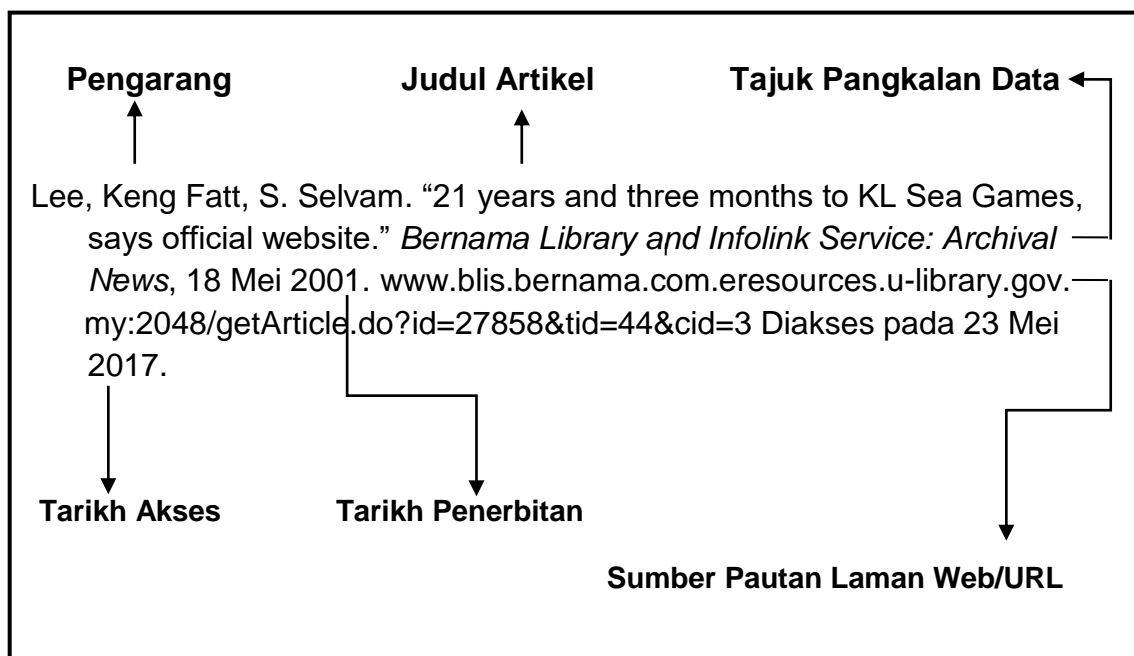 Pengarang Judul Artikel Tajuk Pangkalan Data
Lee, Keng Fatt, S. Selvam. “21 years and three months to KL Sea Games,
says official website.” Bernama Library and Infolink Service: Archival
News, 18 Mei 2001. www.blis.bernama.com.eresources.u-library.gov.
my:2048/getArticle.do?id=27858&tid=44&cid=3 Diakses pada 23 Mei
2017.
Tarikh Akses Tarikh Penerbitan
Sumber Pautan Laman Web/URL